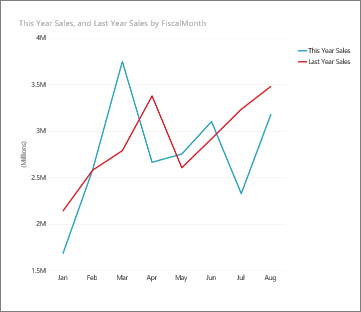 This Year Sales, and Last Year Sales by FiscalMonth
4M
This Year Sales
Last Year Sales
3.5M
3M
(Millions)
2.5M
2M
1.5M
Jan Feb Mar Apr May Jun Jul Aug